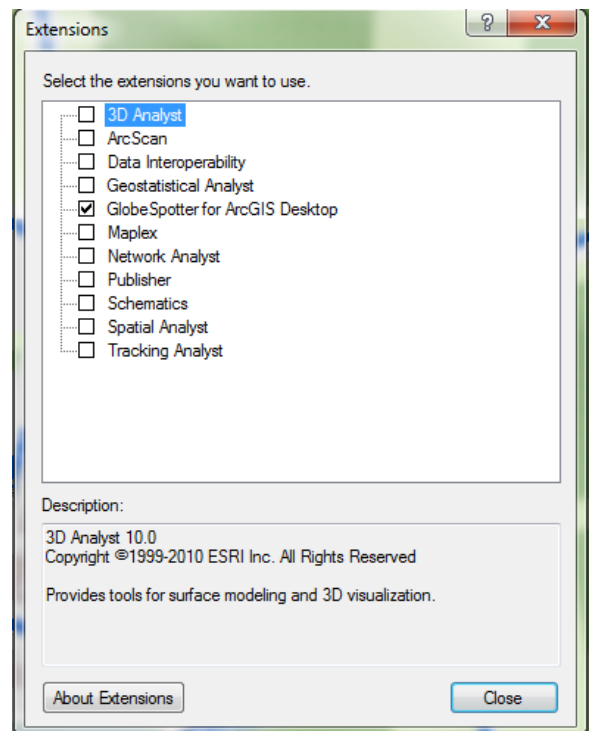 Extensions
Select the extensions you want to use.
3D Analyst
ArcScan
Data Interoperability
Geostatistical Analyst
GlobeSpotter for ArcGIS Desktop
Maplex
Network Analyst
Publisher
Schematics
Spatial Analyst
Tracking Analyst
Description:
3D Analyst 10.0
Copyright ©1999-2010 ESRI Inc. All Rights Reserved
Provides tools for surface modeling and 3D visualization.
About Extensions
Close